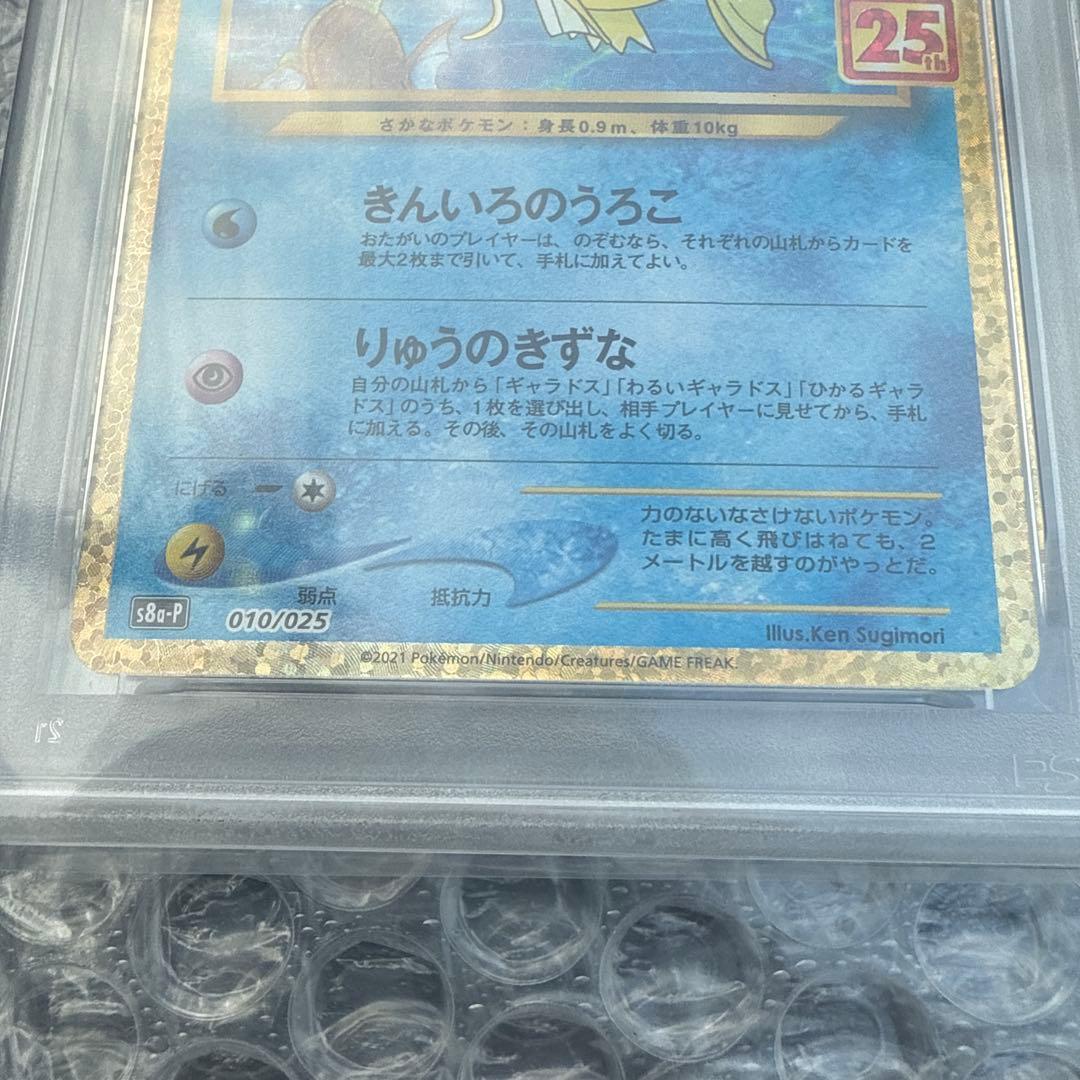 25th
さかなポケモン：身長0.9m、体重10kg
きんいろのうろこ
おたがいのプレイヤーは、のぞむなら、それぞれの山札からカードを
最大2枚まで引いて、手札に加えてよい。
りゅうのきずな
自分の山札から「ギャラドス」「わるいギャラドス」「ひかるギャラ
ドス」のうち、1枚を選び出し、相手プレイヤーに見せてから、手札
に加える。その後、その山札をよく切る。
にげる
力のないなさけないポケモン。
たまに高く飛びはねても、2
メートルを越すのがやっとだ。
弱点 抵抗力
s8a-P 010/025
Illus.Ken Sugimori
©2021 Pokémon/Nintendo/Creatures/GAME FREAK.
21